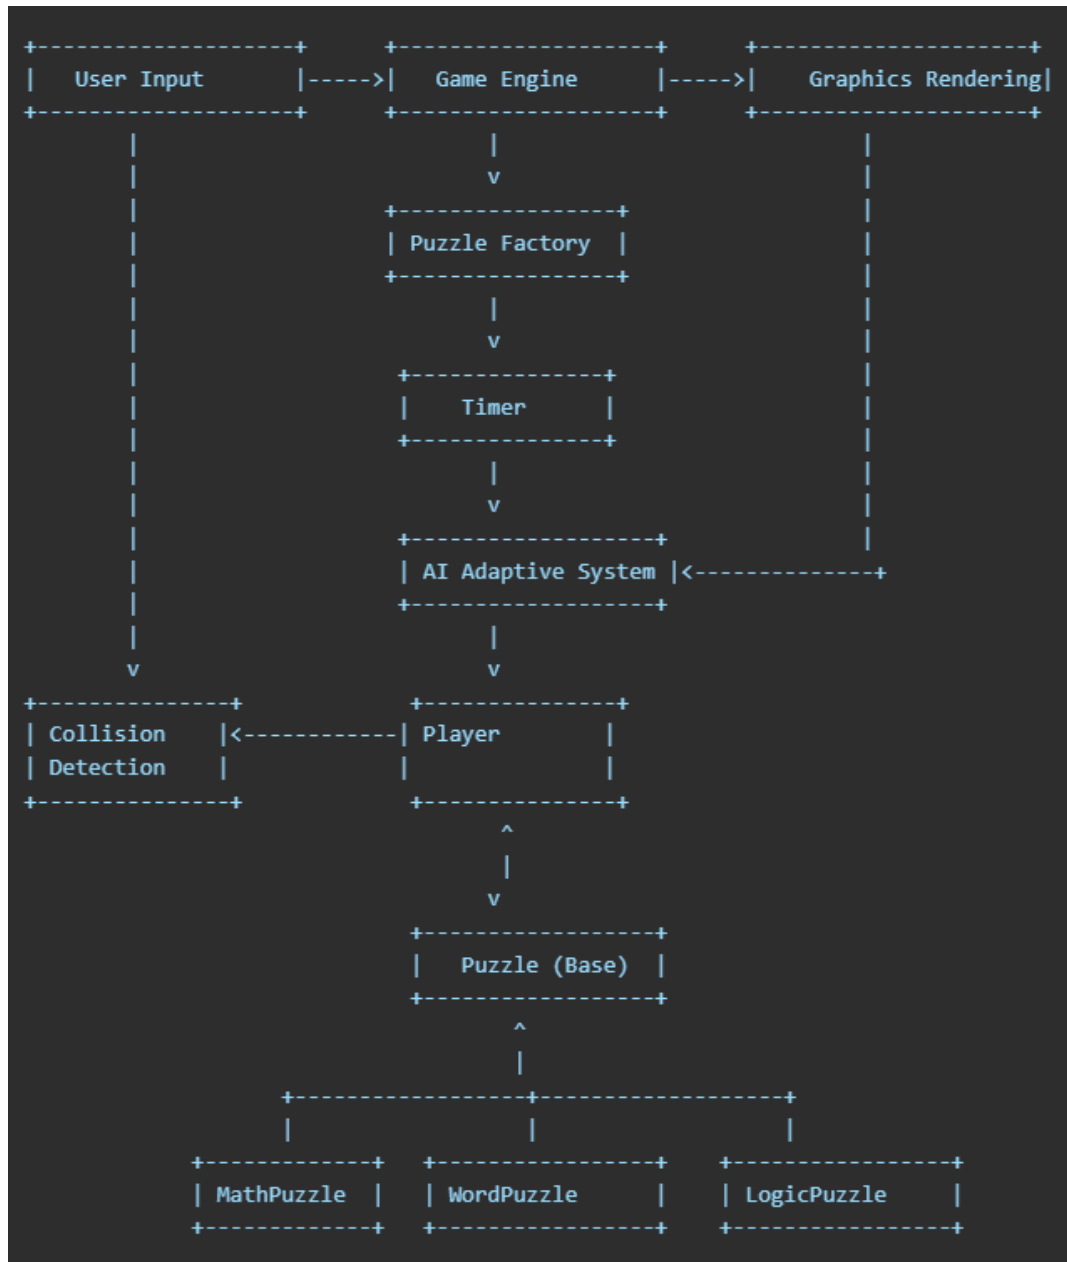 +---------------------+      +--------------------+      +----------------------+
|   User Input        |----->|   Game Engine      |----->|    Graphics Rendering|
+---------------------+      +--------------------+      +----------------------+
        |                           |                            |
        |                           v                            |
        |                   +-----------------+                  |
        |                   | Puzzle Factory  |                  |
        |                   +-----------------+                  |
        |                           |                            |
        |                           v                            |
        |                    +---------------+                   |
        |                    |    Timer      |                   |
        |                    +---------------+                   |
        |                           |                            |
        |                           v                            |
        |                    +-------------------+               |
        |                    | AI Adaptive System |<--------------+
        |                    +-------------------+
        |                           |
        v                           v
+---------------+             +---------------+
| Collision    |<------------| Player        |
| Detection    |             |               |
+---------------+             +---------------+
                                     ^
                                     |
                                    v
                              +------------------+
                              |   Puzzle (Base)  |
                              +------------------+
                                      ^
                                      |
                    +------------------+-------------------+
                    |                  |                   |
             +-------------+   +-----------------+    +-----------------+
             | MathPuzzle  |   | WordPuzzle      |    | LogicPuzzle     |
             +-------------+   +-----------------+    +-----------------+